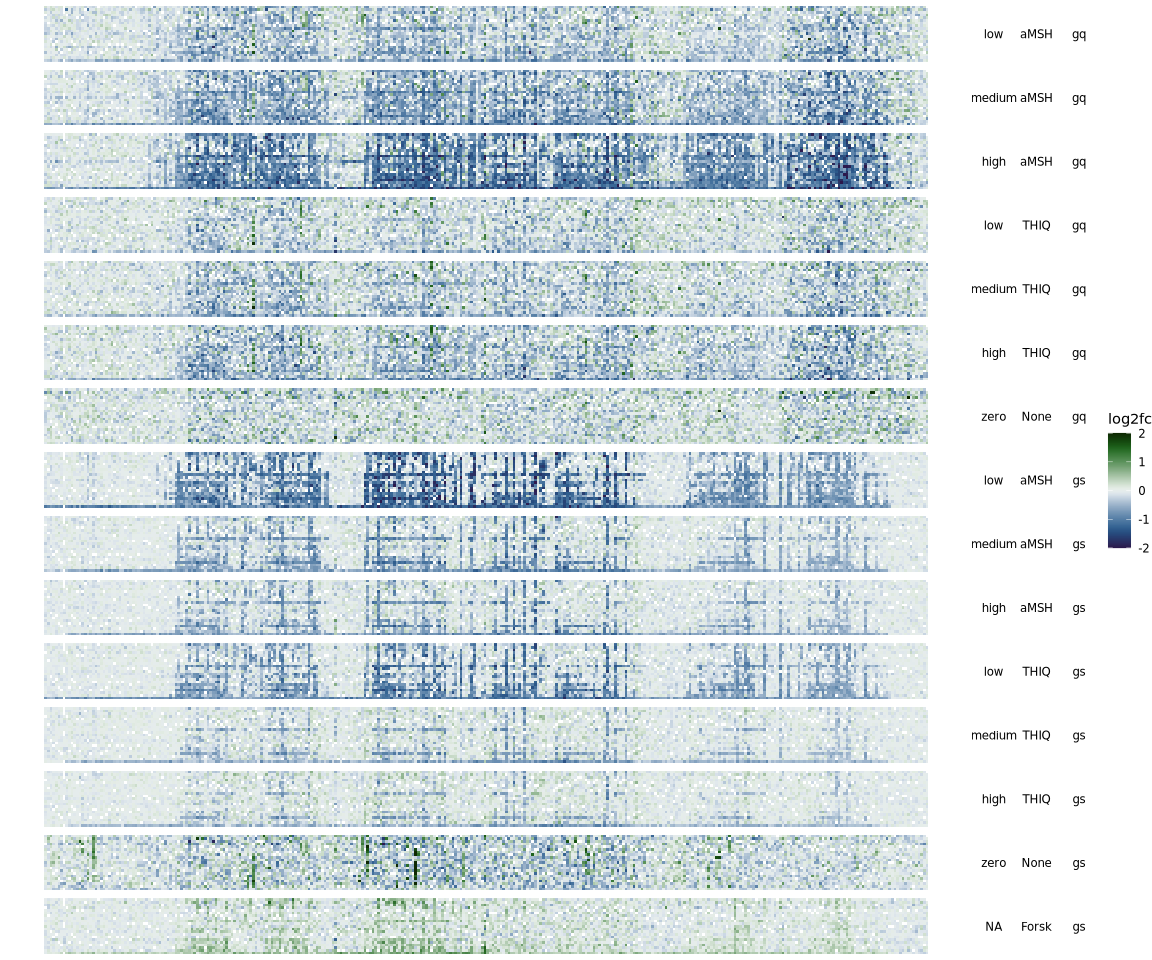 low aMSH gq
medium aMSH gq
high aMSH gq
low THIQ gq
medium THIQ gq
high THIQ gq
zero None gq
log2fc
2
1
0
-1
-2
low aMSH gs
medium aMSH gs
high aMSH gs
low THIQ gs
medium THIQ gs
high THIQ gs
zero None gs
NA Forsk gs